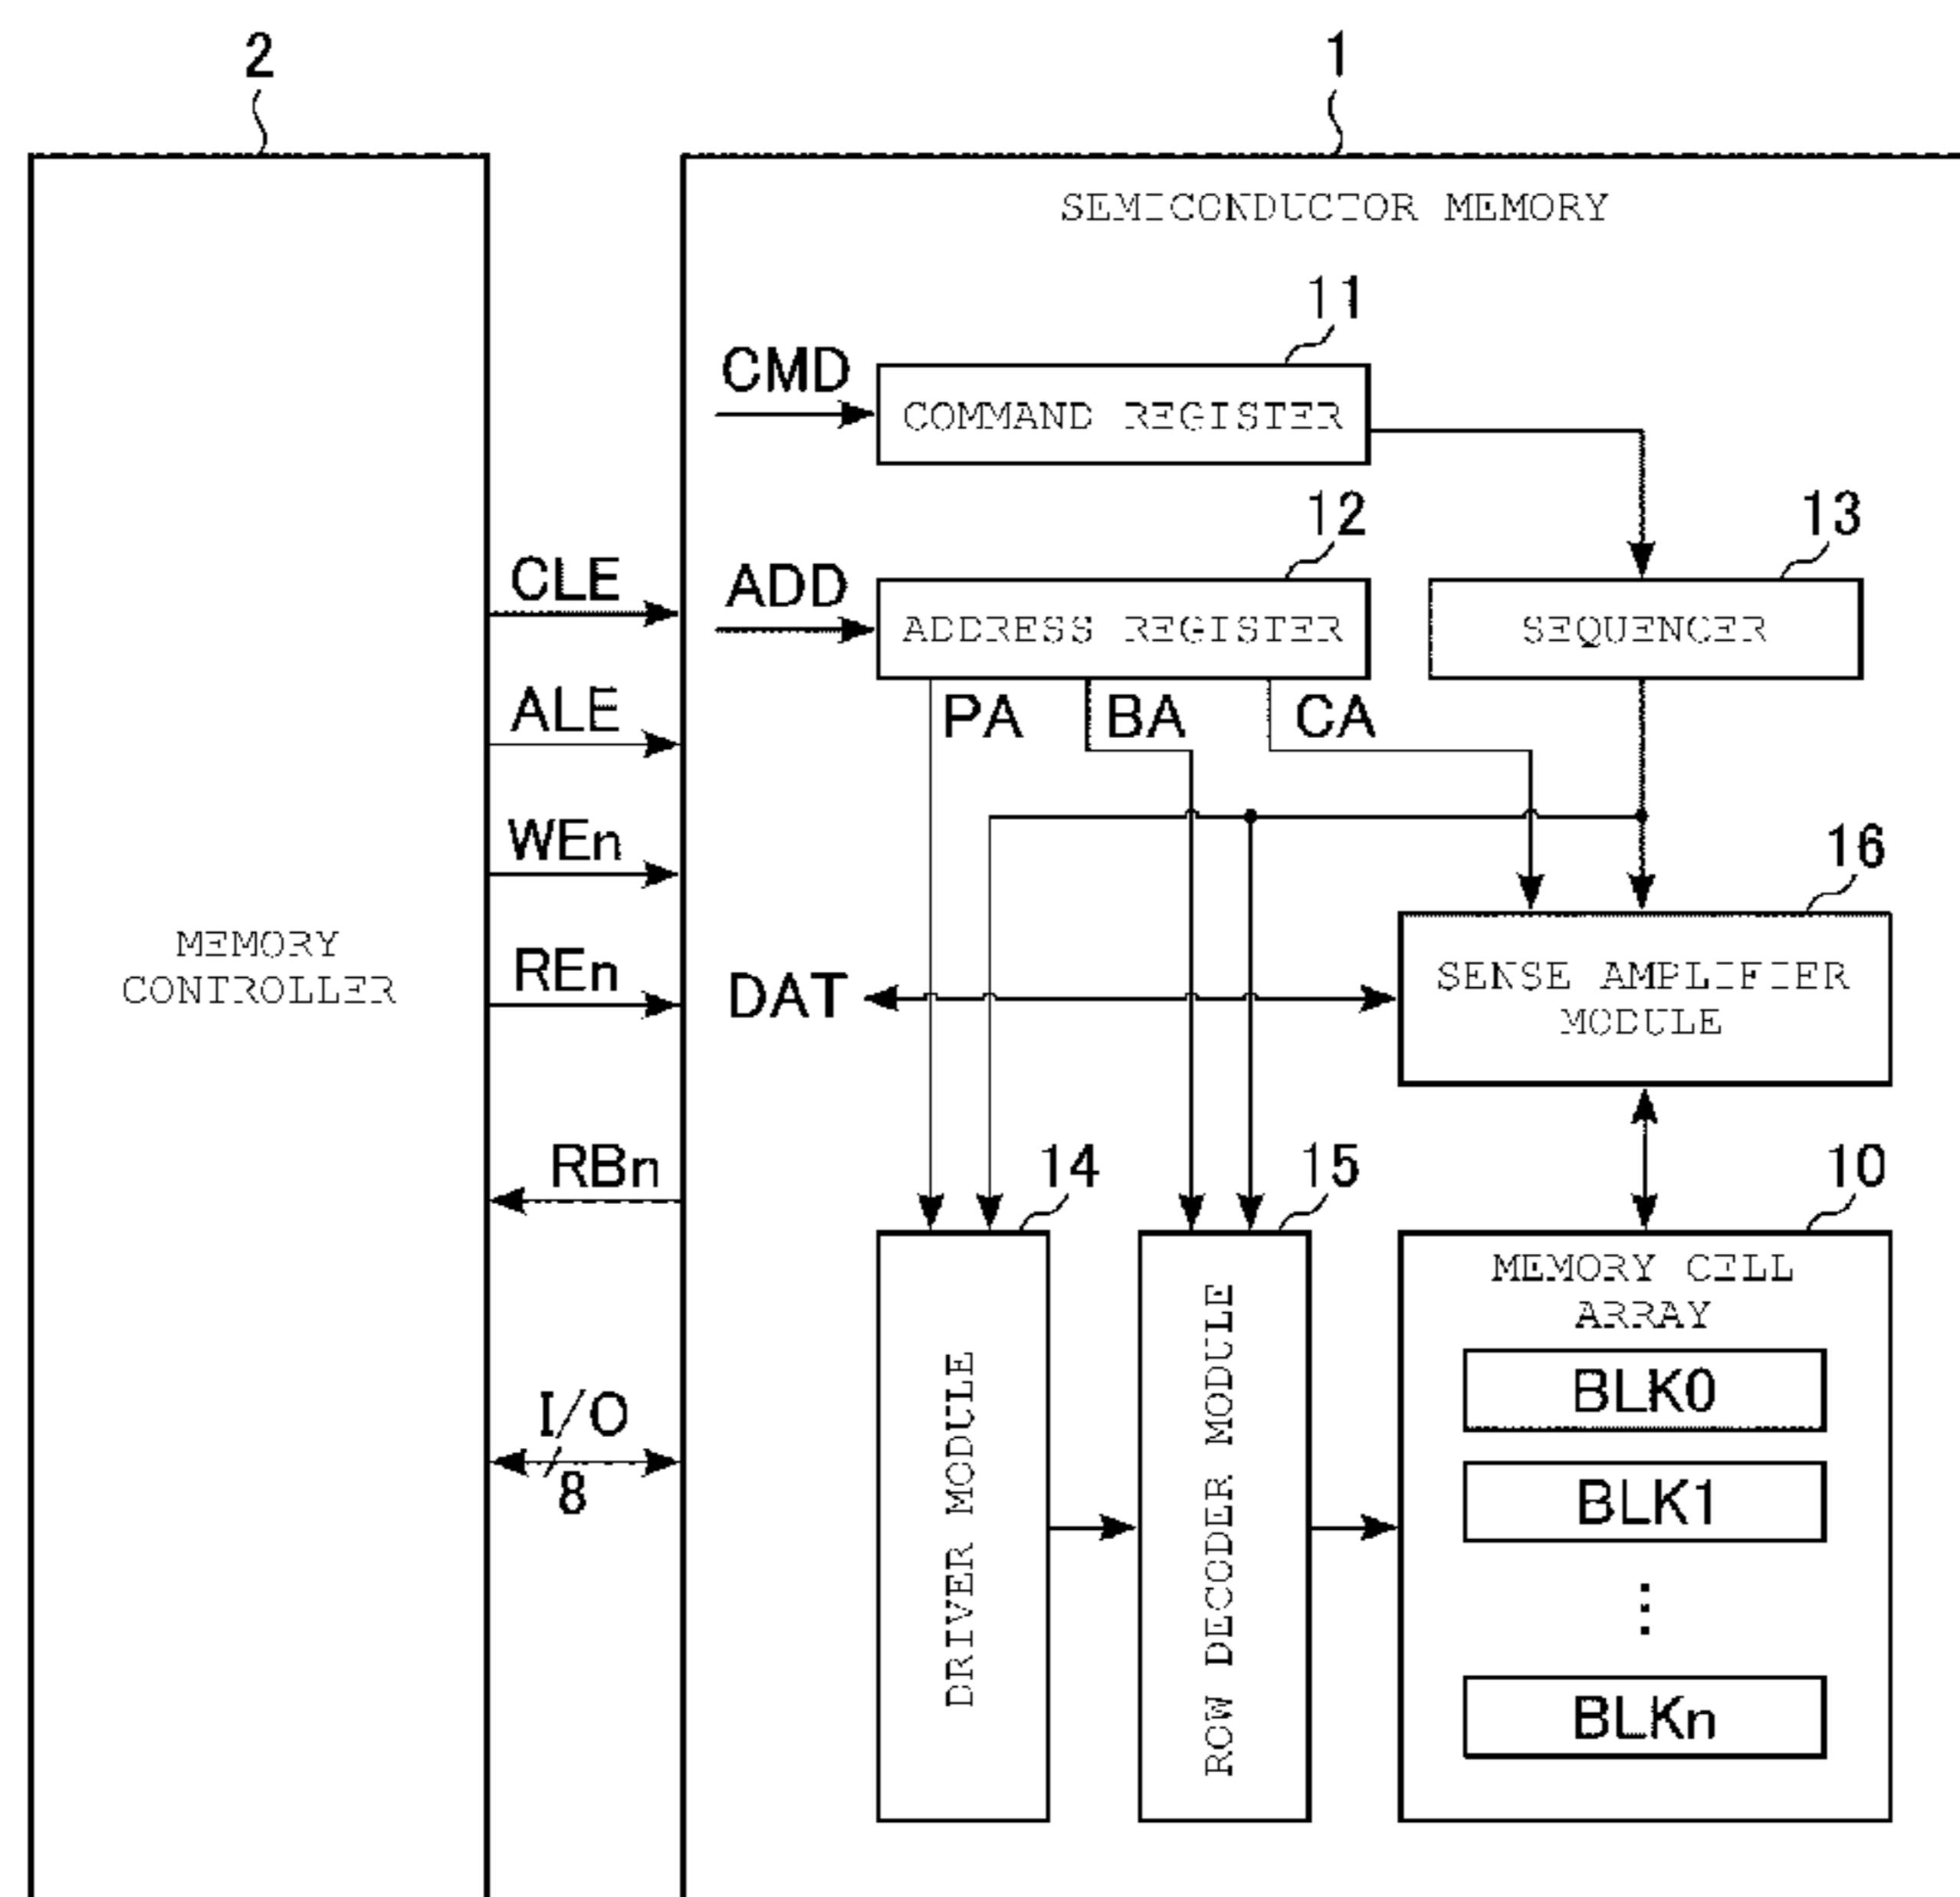 2
1
SEMICONDUCTOR MEMORY
11
CMD
COMMAND REGISTER
12
13
CLE
ADD
ADDRESS REGISTER
SEQUENCER
ALE
PA
BA
CA
WEn
16
MEMORY
CONTROLLER
REn
DAT
SENSE AMPLIFIER
MODULE
RBn
14
15
10
DRIVER MODULE
ROW DECODER MODULE
MEMORY CELL
ARRAY
BLK0
I/O
8
BLK1
⋮
BLKn